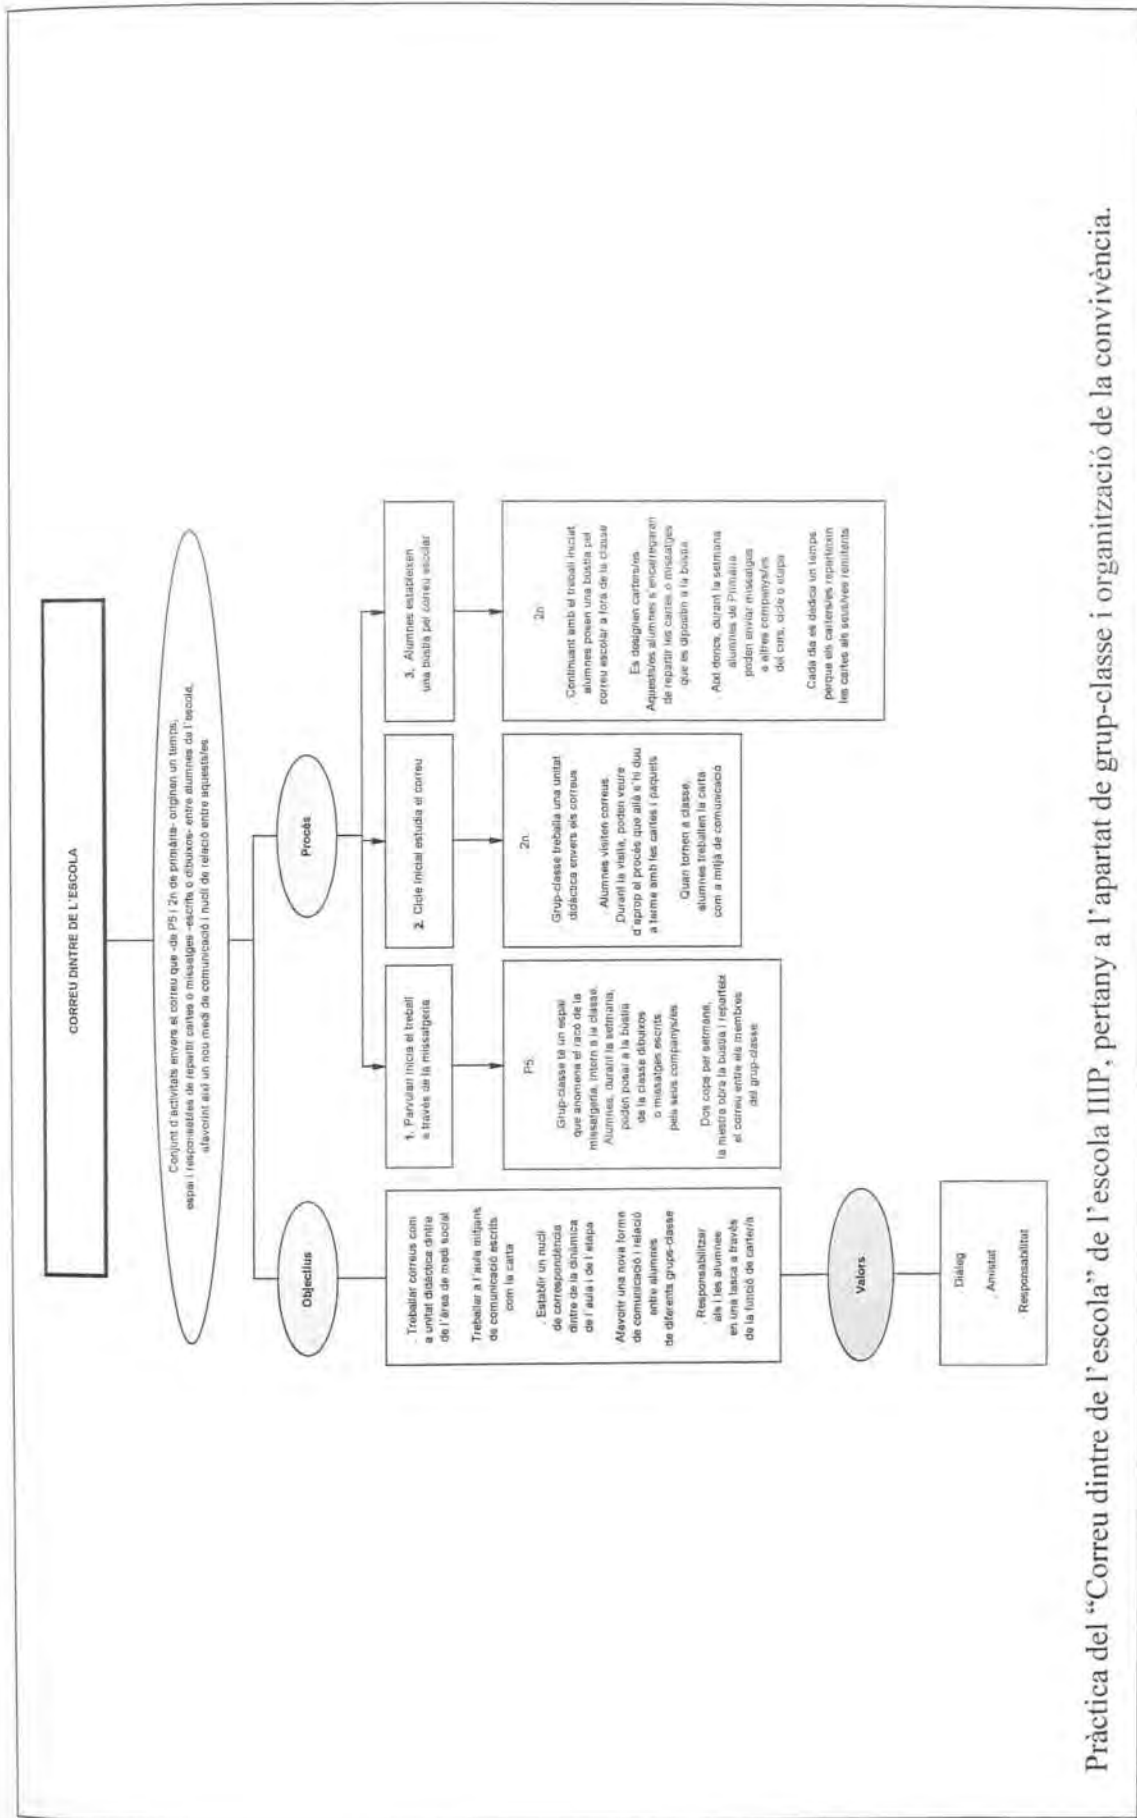 CORREU DINTRE DE L'ESCOLA
Conjunt d'activitats envers el correu que -de P5 i 2n de primària- originen un temps,
espai i responsables de repartir cartes o missatges -escrits o dibuixos- entre alumnes de l'escola,
afavorint així un nou medi de comunicació i nucli de relació entre aquests/es
Objectius
. Treballar correus com
a unitat didàctica dintre
de l'àrea de medi social
Treballar a l'aula mitjans
de comunicació escrits
com la carta
. Establir un nucli
de correspondència
dintre de la dinàmica
de l'aula i de l'etapa
Afavorir una nova forma
de comunicació i relació
entre alumnes
de diferents grups-classe
. Responsabilitzar
als i les alumnes
en una tasca a través
de la funció de carter/a
Valors
. Diàleg
. Amistat
. Responsabilitat
Procés
1. Parvulari inicia el treball
a través de la missatgeria
P5.
Grup-classe té un espai
que anomena el racó de la
missatgeria, intern a la classe.
Alumnes, durant la setmana,
poden posar a la bústia
de la classe dibuixos
o missatges escrits
pels seus companys/es
Dos cops per setmana,
la mestra obra la bústia i reparteix
el correu entre els membres
del grup-classe
2. Cicle Inicial estudia el correu
2n.
Grup-classe treballa una unitat
didàctica envers els correus
. Alumnes visiten correus.
Durant la visita, poden veure
d'aprop el procés que allà s'hi duu
a terme amb les cartes i paquets
. Quan tornen a classe,
alumnes treballen la carta
com a mitjà de comunicació
3. Alumnes estableixen
una bústia pel correu escolar
2n
Continuant amb el treball iniciat,
alumnes posen una bústia pel
correu escolar a fora de la classe
Es designen carters/es
Aquests/es alumnes s'encarregaran
de repartir les cartes o missatges
que es dipositin a la bústia
. Així doncs, durant la setmana
alumnes de Primària
poden enviar missatges
a altres companys/es
del curs, cicle o etapa
Cada dia es dedica un temps
perquè els carters/es reparteixin
les cartes als seus/ves remitents
Pràctica del “Correu dintre de l'escola” de l'escola IIIP, pertany a l'apartat de grup-classe i organització de la convivència.